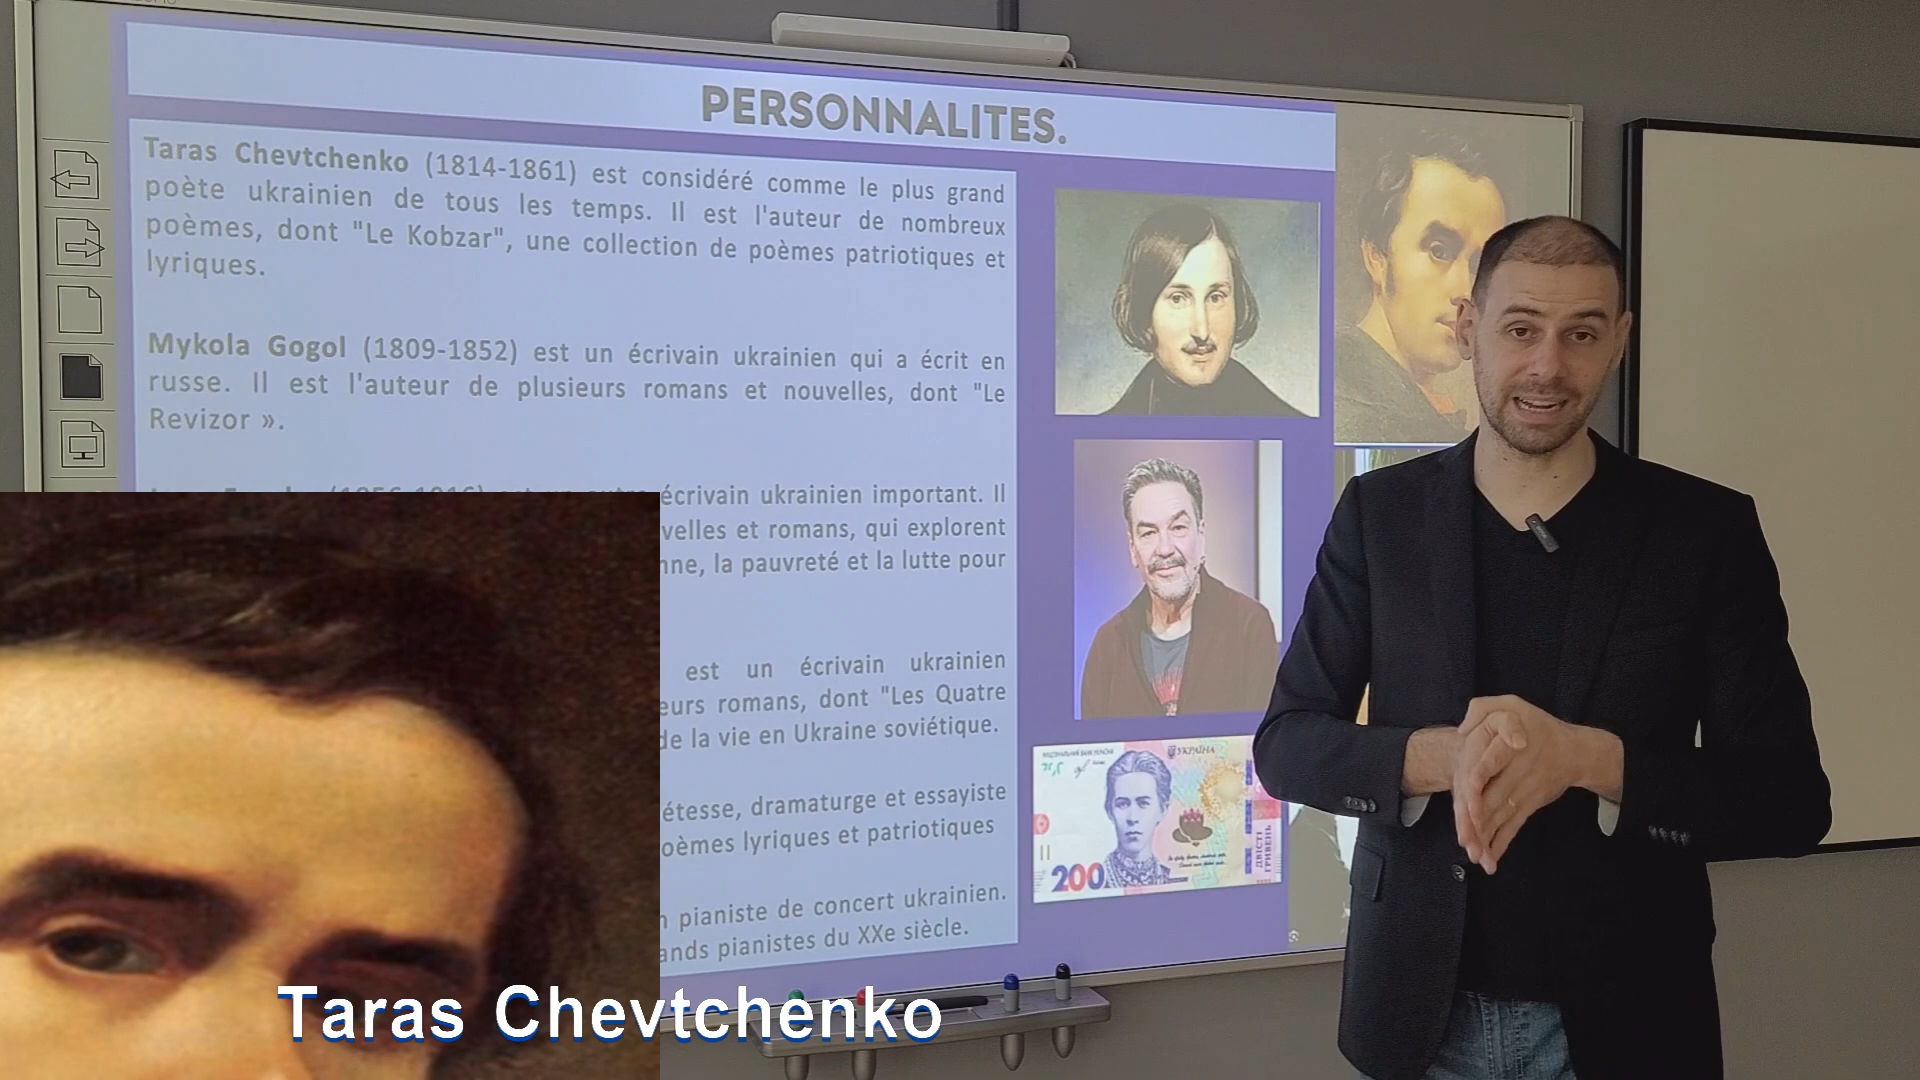 PERSONNALITES.
Taras Chevtchenko (1814-1861) est considéré comme le plus grand
poète ukrainien de tous les temps. Il est l'auteur de nombreux
poèmes, dont "Le Kobzar", une collection de poèmes patriotiques et
lyriques.
Mykola Gogol (1809-1852) est un écrivain ukrainien qui a écrit en
russe. Il est l'auteur de plusieurs romans et nouvelles, dont "Le
Revizor ».
écrivain ukrainien important. Il
velles et romans, qui explorent
nne, la pauvreté et la lutte pour
est un écrivain ukrainien
eurs romans, dont "Les Quatre
de la vie en Ukraine soviétique.
étesse, dramaturge et essayiste
oèmes lyriques et patriotiques
n pianiste de concert ukrainien.
ands pianistes du XXe siècle.
УКРАЇНА
200
ДВІСТІ
ГРИВЕНЬ
Taras Chevtchenko